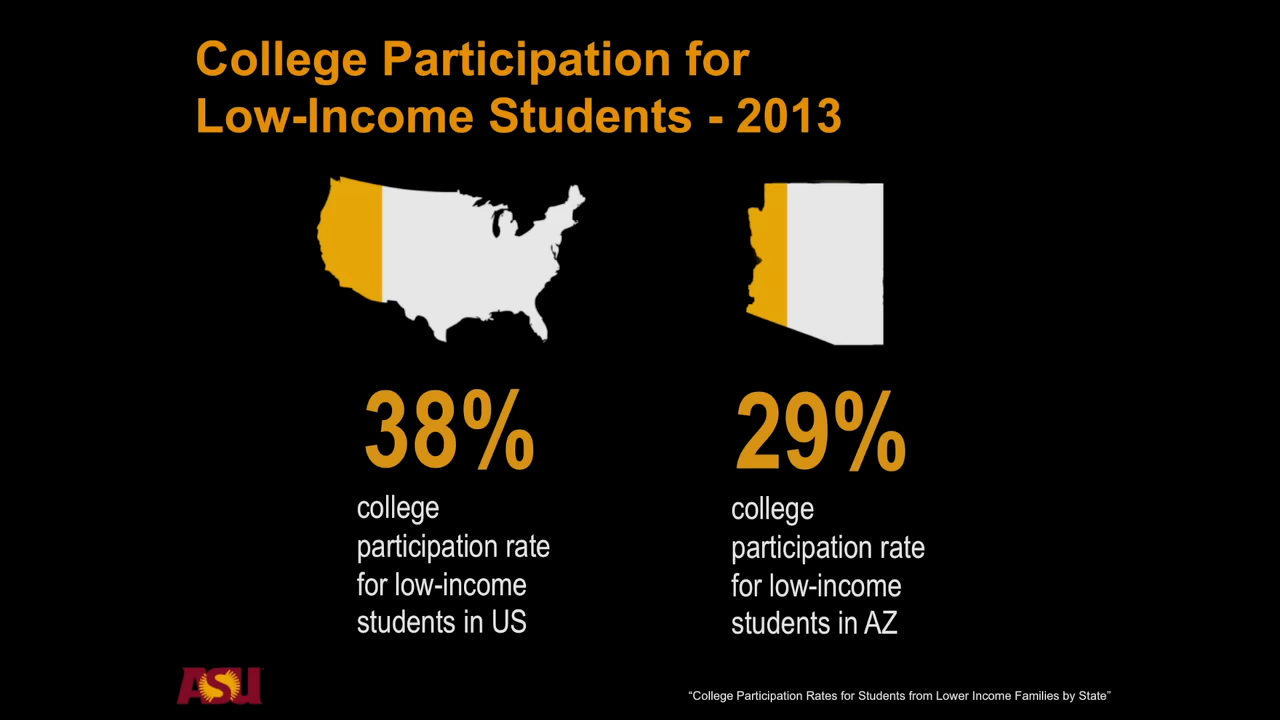 College Participation for
Low-Income Students - 2013
38%
college
participation rate
for low-income
students in US
29%
college
participation rate
for low-income
students in AZ
ASU
“College Participation Rates for Students from Lower Income Families by State”